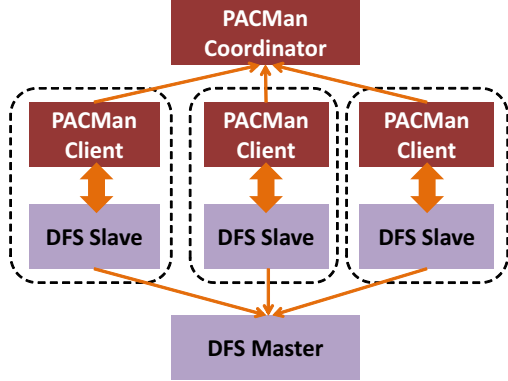 PACMan
Coordinator
PACMan
Client
PACMan
Client
PACMan
Client
DFS Slave
DFS Slave
DFS Slave
DFS Master